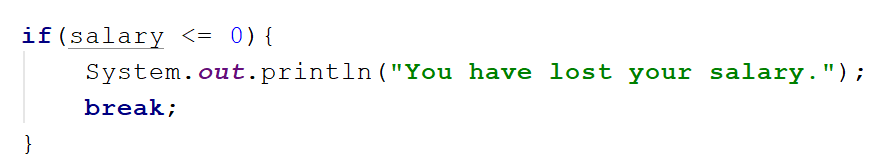 if(salary <= 0){
    System.out.println("You have lost your salary.");
    break;
}